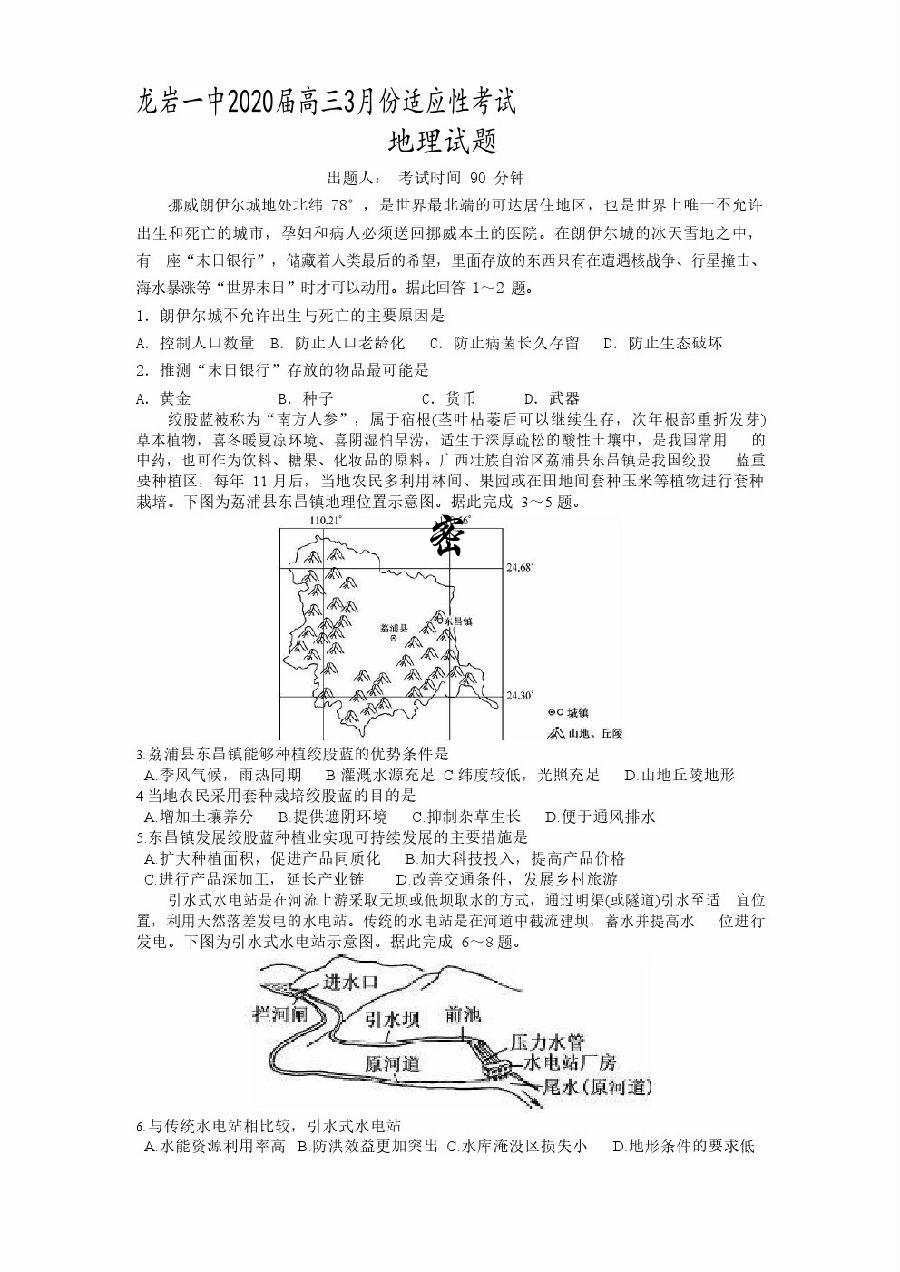 龙岩一中2020届高三3月份适应性考试
地理试题
出题人： 考试时间 90 分钟
挪威朗伊尔城地处北纬 78°，是世界最北端的可达居住地区，也是世界上唯一不允许
出生和死亡的城市，孕妇和病人必须送回挪威本土的医院。在朗伊尔城的冰天雪地之中，
有 座“末日银行”，储藏着人类最后的希望，里面存放的东西只有在遭遇核战争、行星撞击、
海水暴涨等“世界末日”时才可以动用。据此回答 1～2 题。
1．朗伊尔城不允许出生与死亡的主要原因是
A．控制人口数量 B．防止人口老龄化 C．防止病菌长久存留 D．防止生态破坏
2．推测“末日银行”存放的物品最可能是
A．黄金 B．种子 C．货币 D．武器
绞股蓝被称为“南方人参”，属于宿根(茎叶枯萎后可以继续生存，次年根部重折发芽)
草本植物，喜冬暖夏凉环境、喜阴湿怕旱涝，适生于深厚疏松的酸性土壤中，是我国常用 的
中药，也可作为饮料、糖果、化妆品的原料。广西壮族自治区荔浦县东昌镇是我国绞股 蓝重
要种植区，每年 11 月后，当地农民多利用林间、果园或在田地间套种玉米等植物进行套种
栽培。下图为荔浦县东昌镇地理位置示意图。据此完成 3～5 题。
110.21°
密
24.68°
东昌镇
荔浦县
24.30°
城镇
山地、丘陵
3.荔浦县东昌镇能够种植绞股蓝的优势条件是
A.季风气候，雨热同期 B 灌溉水源充足 C 纬度较低，光照充足 D.山地丘陵地形
4 当地农民采用套种栽培绞股蓝的目的是
A.增加土壤养分 B.提供遮阴环境 C.抑制杂草生长 D.便于通风排水
5.东昌镇发展绞股蓝种植业实现可持续发展的主要措施是
A.扩大种植面积，促进产品同质化 B.加大科技投入，提高产品价格
C.进行产品深加工，延长产业链 D.改善交通条件，发展乡村旅游
引水式水电站是在河流上游采取无坝或低坝取水的方式，通过明渠(或隧道)引水至适 宜位
置，利用天然落差发电的水电站。传统的水电站是在河道中截流建坝，蓄水并提高水 位进行
发电。下图为引水式水电站示意图。据此完成 6～8 题。
进水口
拦河闸
引水坝
前池
压力水管
原河道
水电站厂房
尾水(原河道)
6.与传统水电站相比较，引水式水电站
A.水能资源利用率高 B.防洪效益更加突出 C.水库淹没区损失小 D.地形条件的要求低